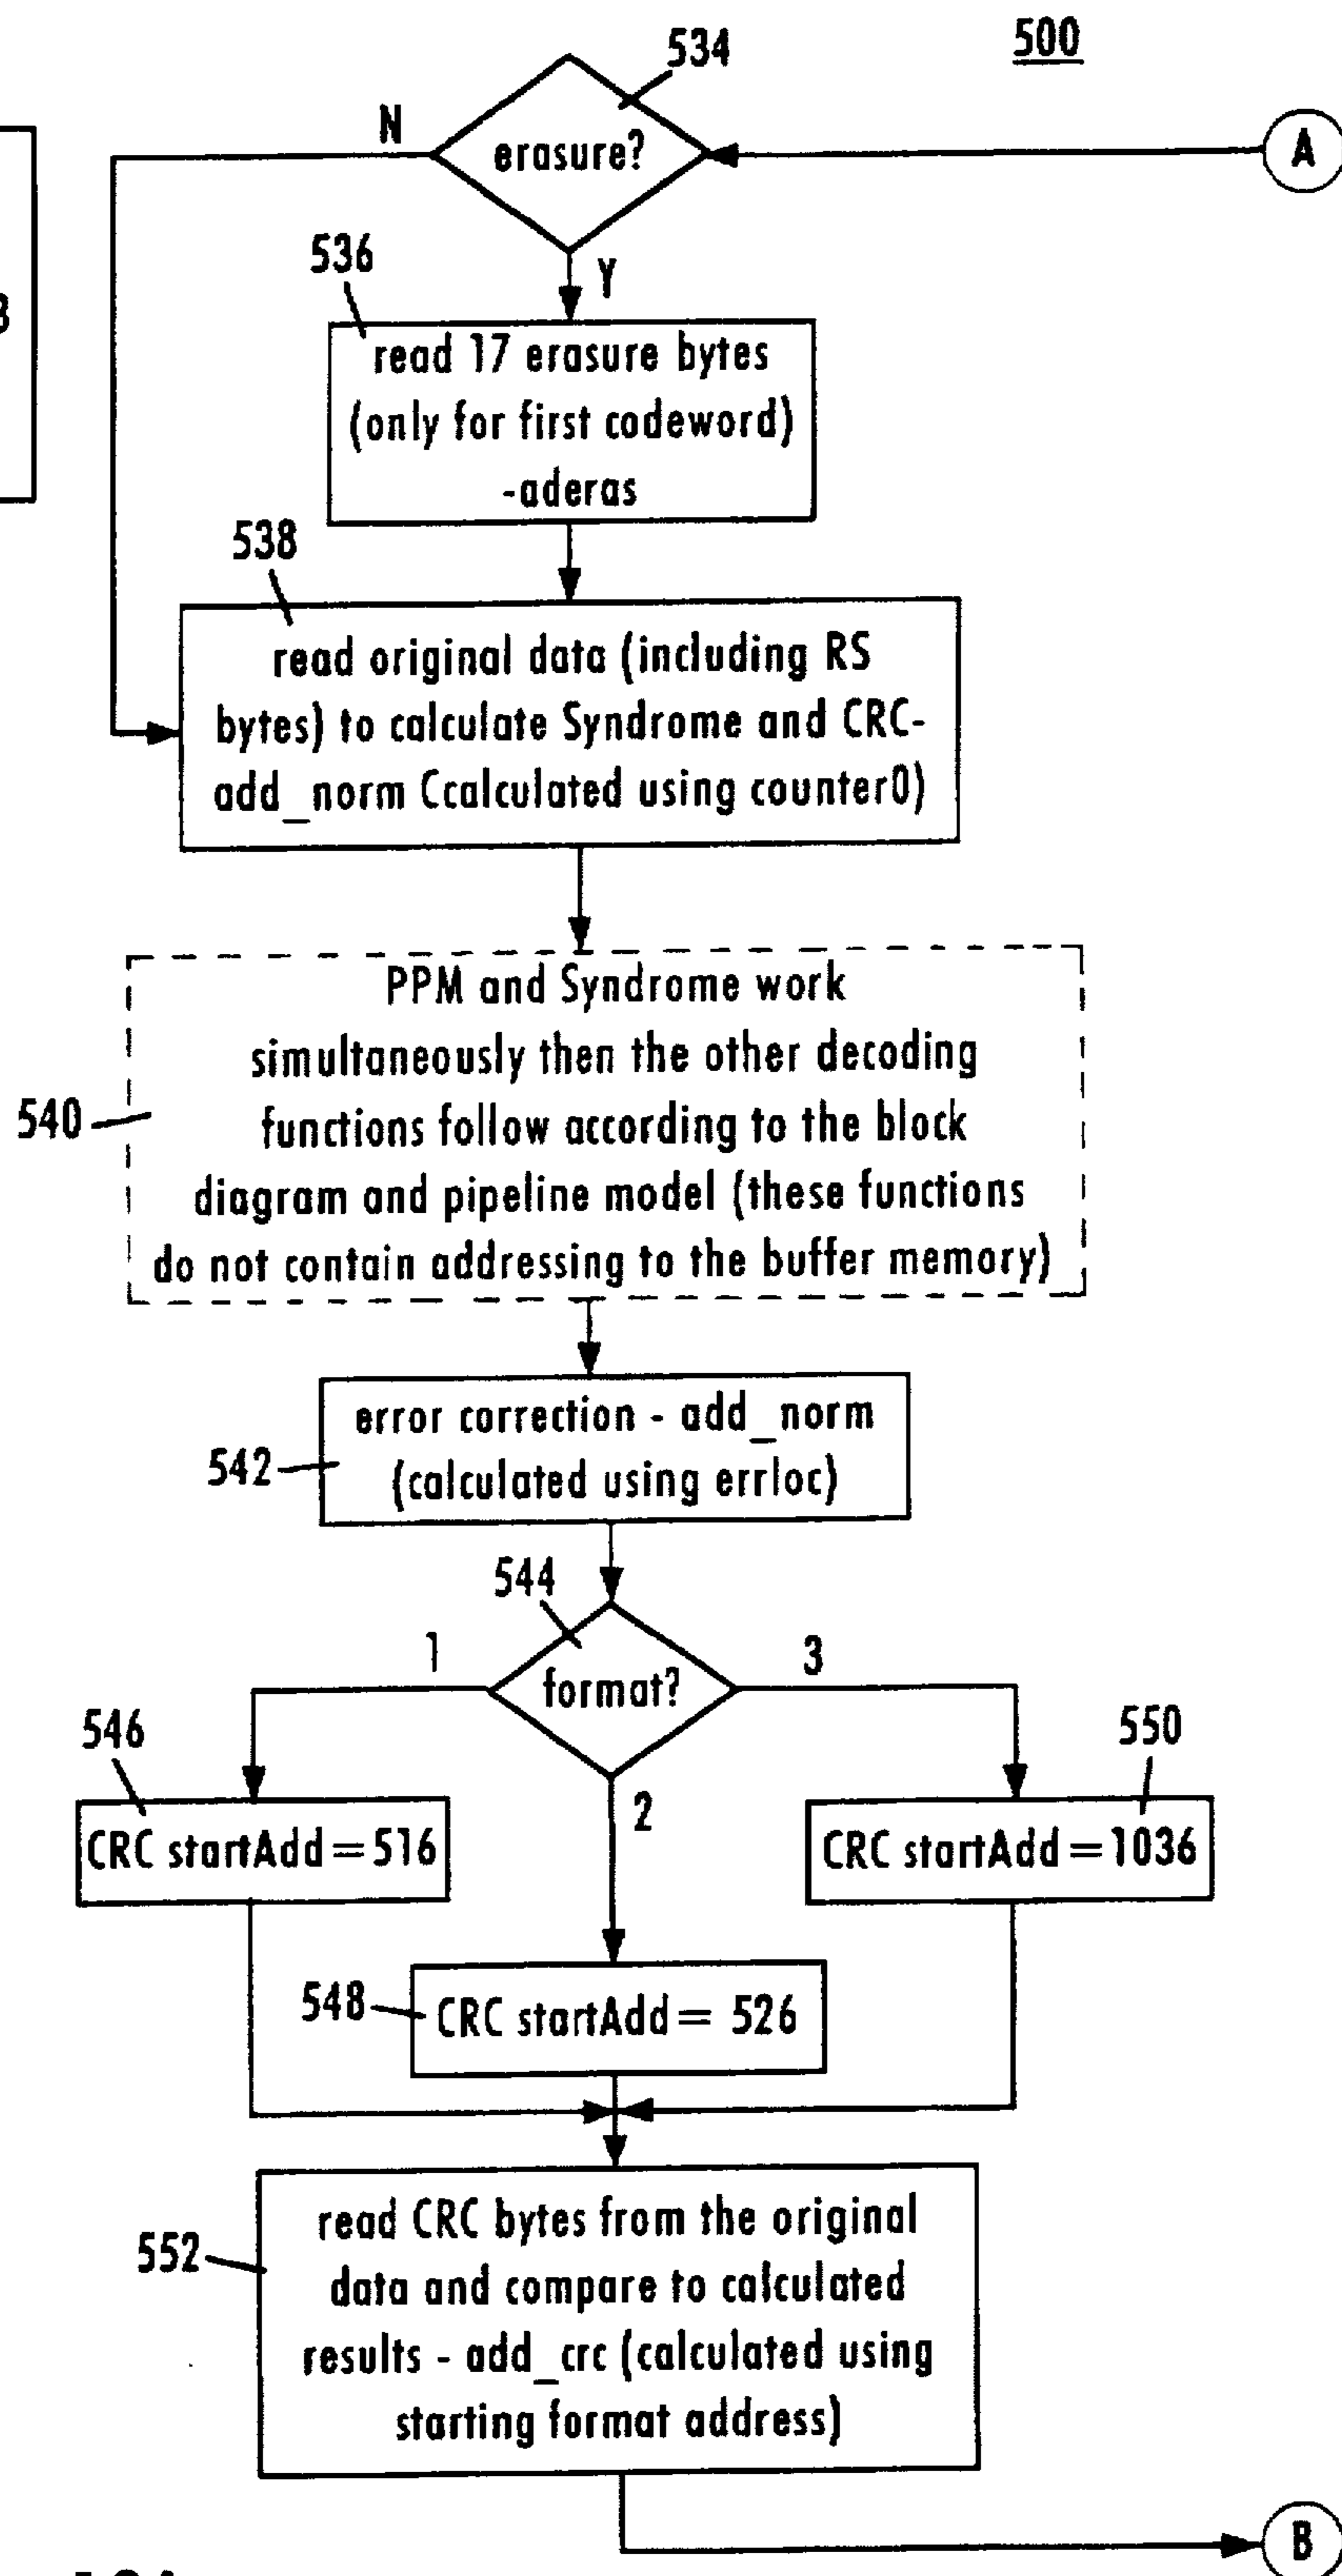 500
534
N
erasure?
A
536
Y
read 17 erasure bytes
(only for first codeword)
-aderas
538
read original data (including RS
bytes) to calculate Syndrome and CRC-
add_norm Ccalculated using counter0)
540
PPM and Syndrome work
simultaneously then the other decoding
functions follow according to the block
diagram and pipeline model (these functions
do not contain addressing to the buffer memory)
542
error correction - add_norm
(calculated using errloc)
544
1
format?
3
546
550
2
CRC startAdd = 516
CRC startAdd = 1036
548
CRC startAdd = 526
552
read CRC bytes from the original
data and compare to calculated
results - add_crc (calculated using
starting format address)
B